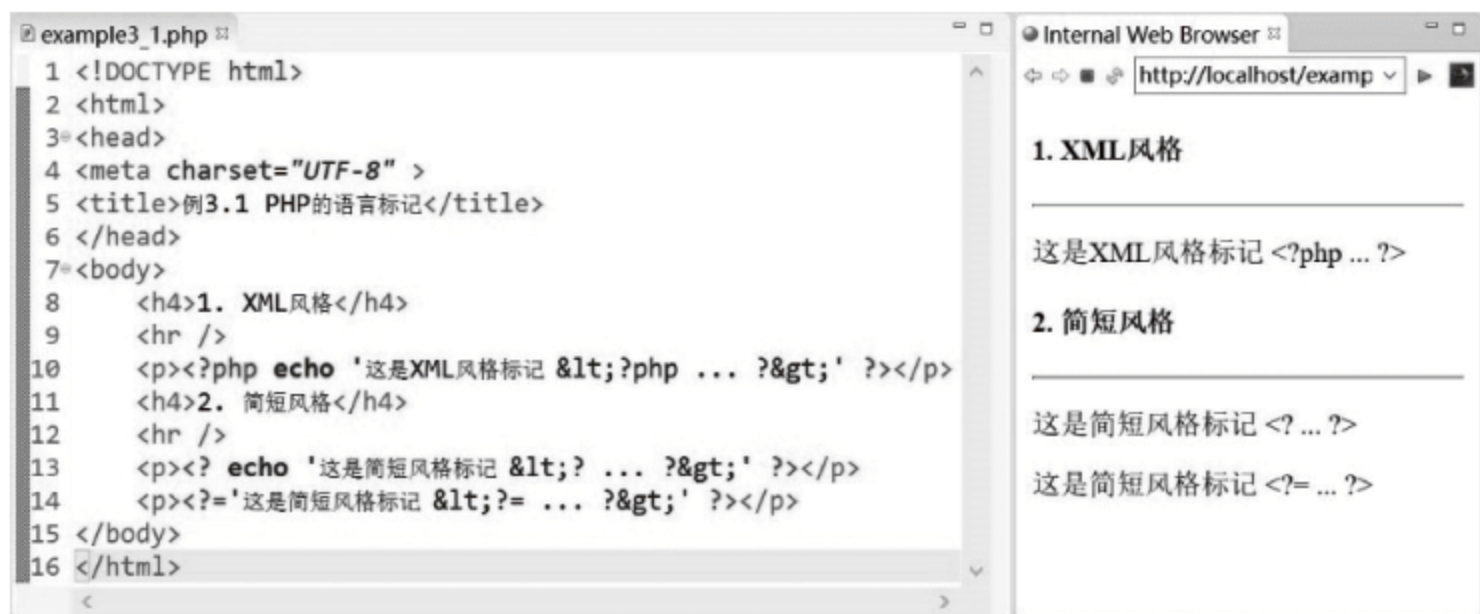 example3_1.php
1 <!DOCTYPE html>
2 <html>
3 <head>
4 <meta charset="UTF-8" >
5 <title>例3.1 PHP的语言标记</title>
6 </head>
7 <body>
8     <h4>1. XML风格</h4>
9     <hr />
10     <p><?php echo '这是XML风格标记 &lt;?php ... ?&gt;' ?></p>
11     <h4>2. 简短风格</h4>
12     <hr />
13     <p><? echo '这是简短风格标记 &lt;? ... ?&gt;' ?></p>
14     <p><?='这是简短风格标记 &lt;?= ... ?&gt;' ?></p>
15 </body>
16 </html>
Internal Web Browser
http://localhost/examp
1. XML风格
这是XML风格标记 <?php ... ?>
2. 简短风格
这是简短风格标记 <? ... ?>
这是简短风格标记 <?= ... ?>